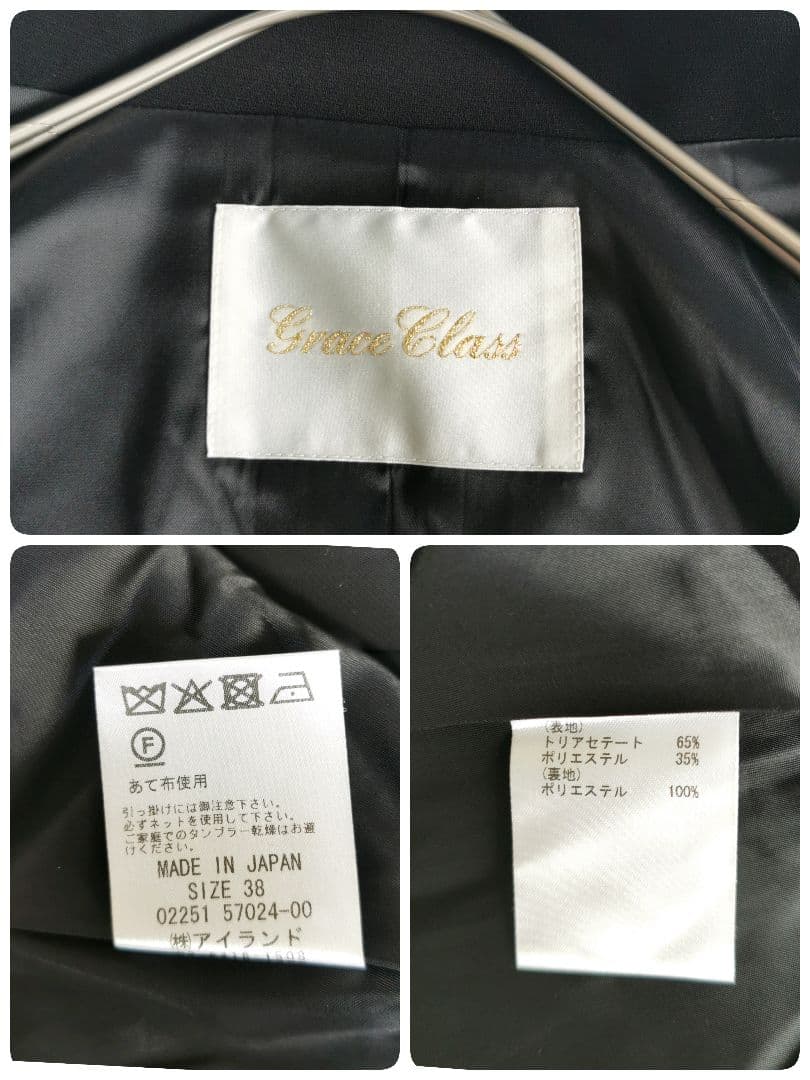 Grace Class
F
あて布使用
引っ掛けには御注意下さい。
必ずネットを使用して下さい。
ご家庭でのタンブラー乾燥はお避
けください。
MADE IN JAPAN
SIZE 38
02251 57024-00
㈱アイランド
(表地)
トリアセテート 65%
ポリエステル 35%
(裏地)
ポリエステル 100%